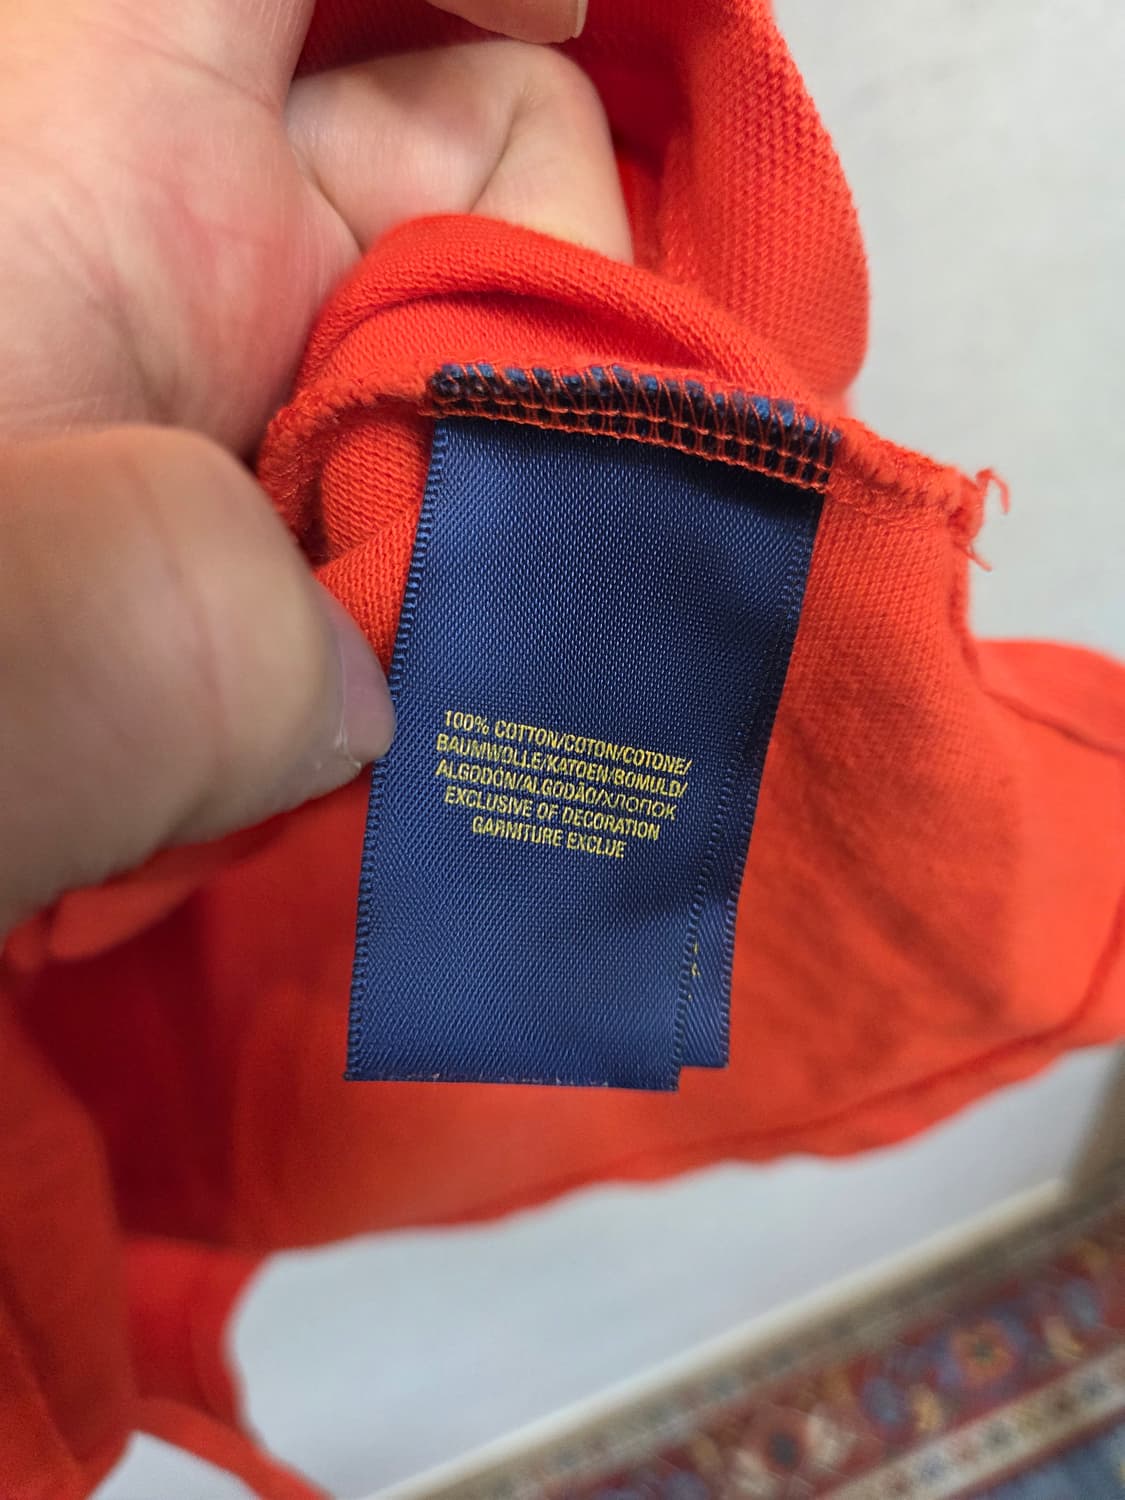 100% COTTON/COTON/COTONE/
BAUMWOLLE/KATOEN/BOMULD/
ALGODÓN/ALGODÃO/ХЛОПОК
EXCLUSIVE OF DECORATION
GARNITURE EXCLUE